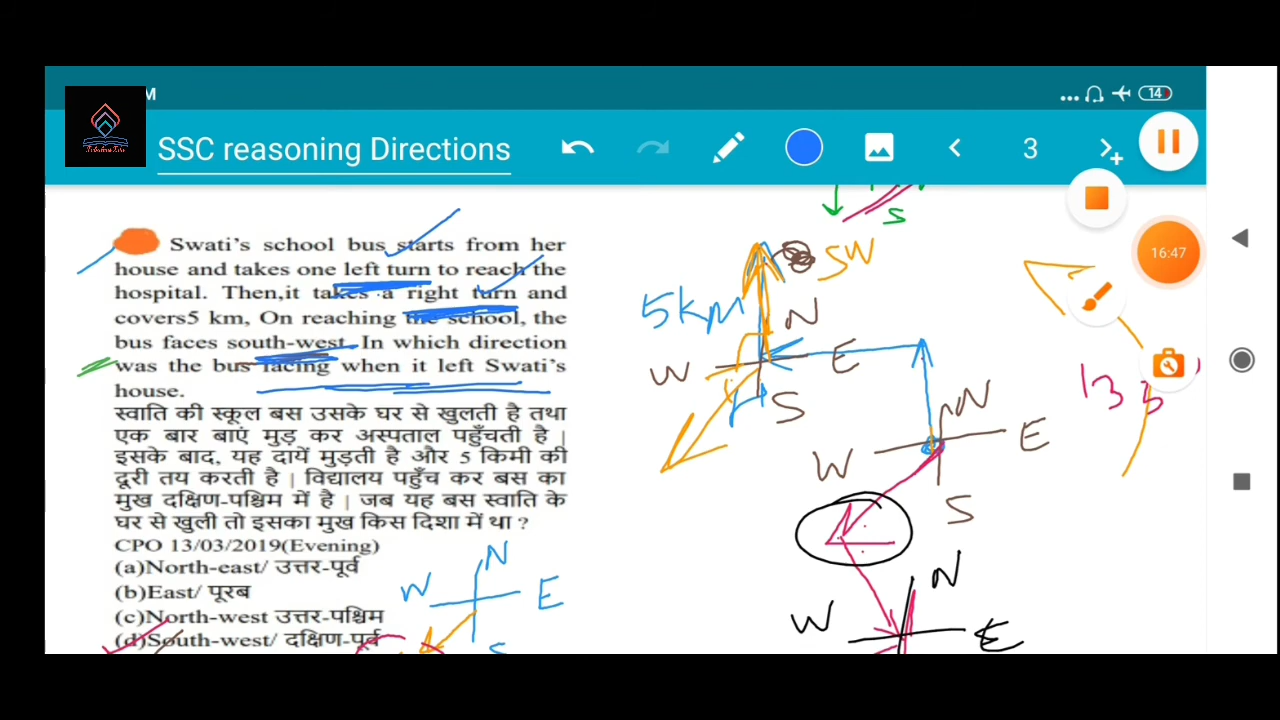 M
14
SSC reasoning Directions
3
16:47
Swati's school bus starts from her
house and takes one left turn to reach the
hospital. Then,it takes a right turn and
covers5 km, On reaching the school, the
bus faces south-west. In which direction
was the bus facing when it left Swati's
house.
स्वाति की स्कूल बस उसके घर से खुलती है तथा
एक बार बाएं मुड़ कर अस्पताल पहुँचती है |
इसके बाद, यह दायें मुड़ती है और 5 किमी की
दूरी तय करती है | विद्यालय पहुँच कर बस का
मुख दक्षिण-पश्चिम में है | जब यह बस स्वाति के
घर से खुली तो इसका मुख किस दिशा में था ?
CPO 13/03/2019(Evening)
(a)North-east/ उत्तर-पूर्व
(b)East/ पूरब
(c)North-west उत्तर-पश्चिम
(d)South-west/ दक्षिण-पूर्व
N
W E
S
S
SW
5KM
N
W E
S
N
W E
S
N
W E
13